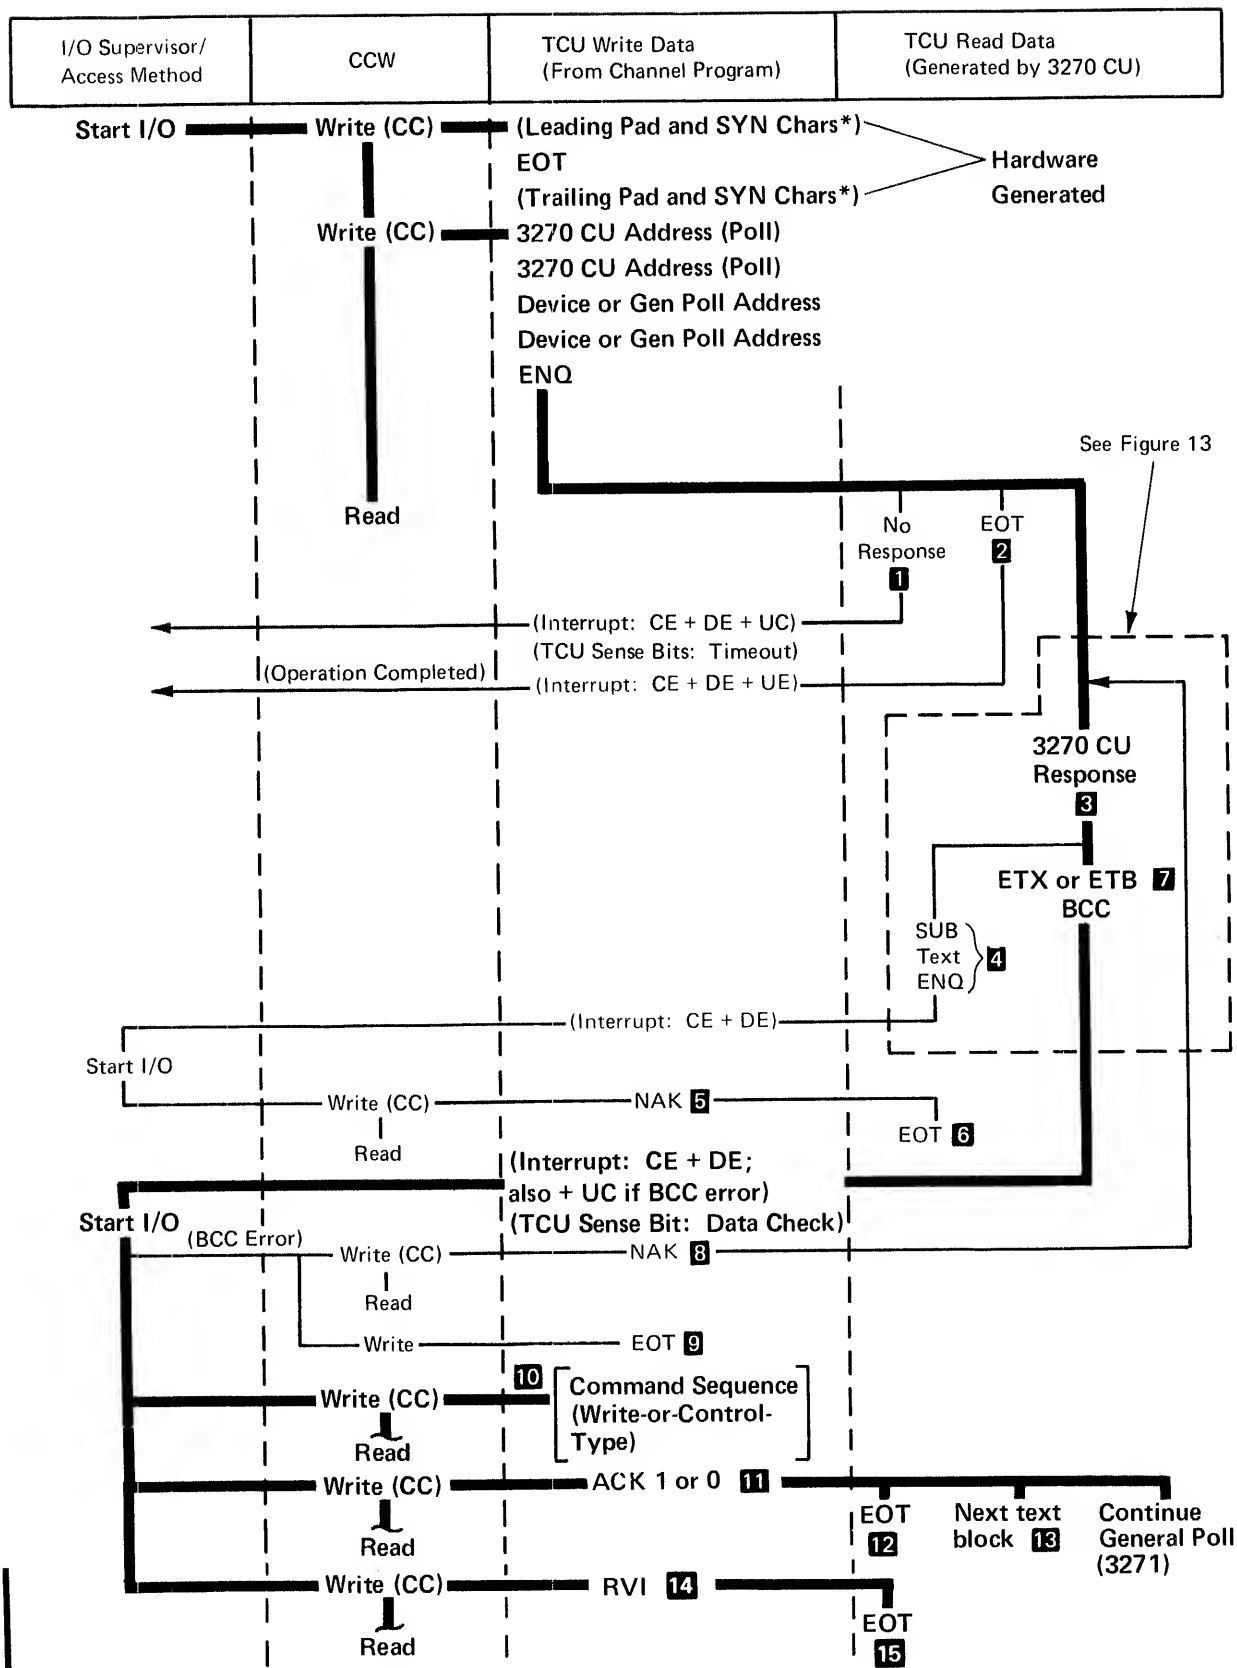 I/O Supervisor/
Access Method
CCW
TCU Write Data
(From Channel Program)
TCU Read Data
(Generated by 3270 CU)
Start I/O
Write (CC)
(Leading Pad and SYN Chars*)
EOT
(Trailing Pad and SYN Chars*)
Hardware
Generated
Write (CC)
3270 CU Address (Poll)
3270 CU Address (Poll)
Device or Gen Poll Address
Device or Gen Poll Address
ENQ
See Figure 13
Read
No
Response
1
EOT
2
(Interrupt: CE + DE + UC)
(TCU Sense Bits: Timeout)
(Operation Completed)
(Interrupt: CE + DE + UE)
3270 CU
Response
3
ETX or ETB 7
BCC
SUB
Text
ENQ
4
(Interrupt: CE + DE)
Start I/O
Write (CC)
NAK 5
Read
EOT 6
(Interrupt: CE + DE;
also + UC if BCC error)
(TCU Sense Bit: Data Check)
Start I/O
(BCC Error)
Write (CC)
NAK 8
Read
Write
EOT 9
Write (CC)
10
Command Sequence
(Write-or-Control-
Type)
Read
Write (CC)
ACK 1 or 0 11
Read
EOT
12
Next text
block 13
Continue
General Poll
(3271)
Write (CC)
RVI 14
Read
EOT
15